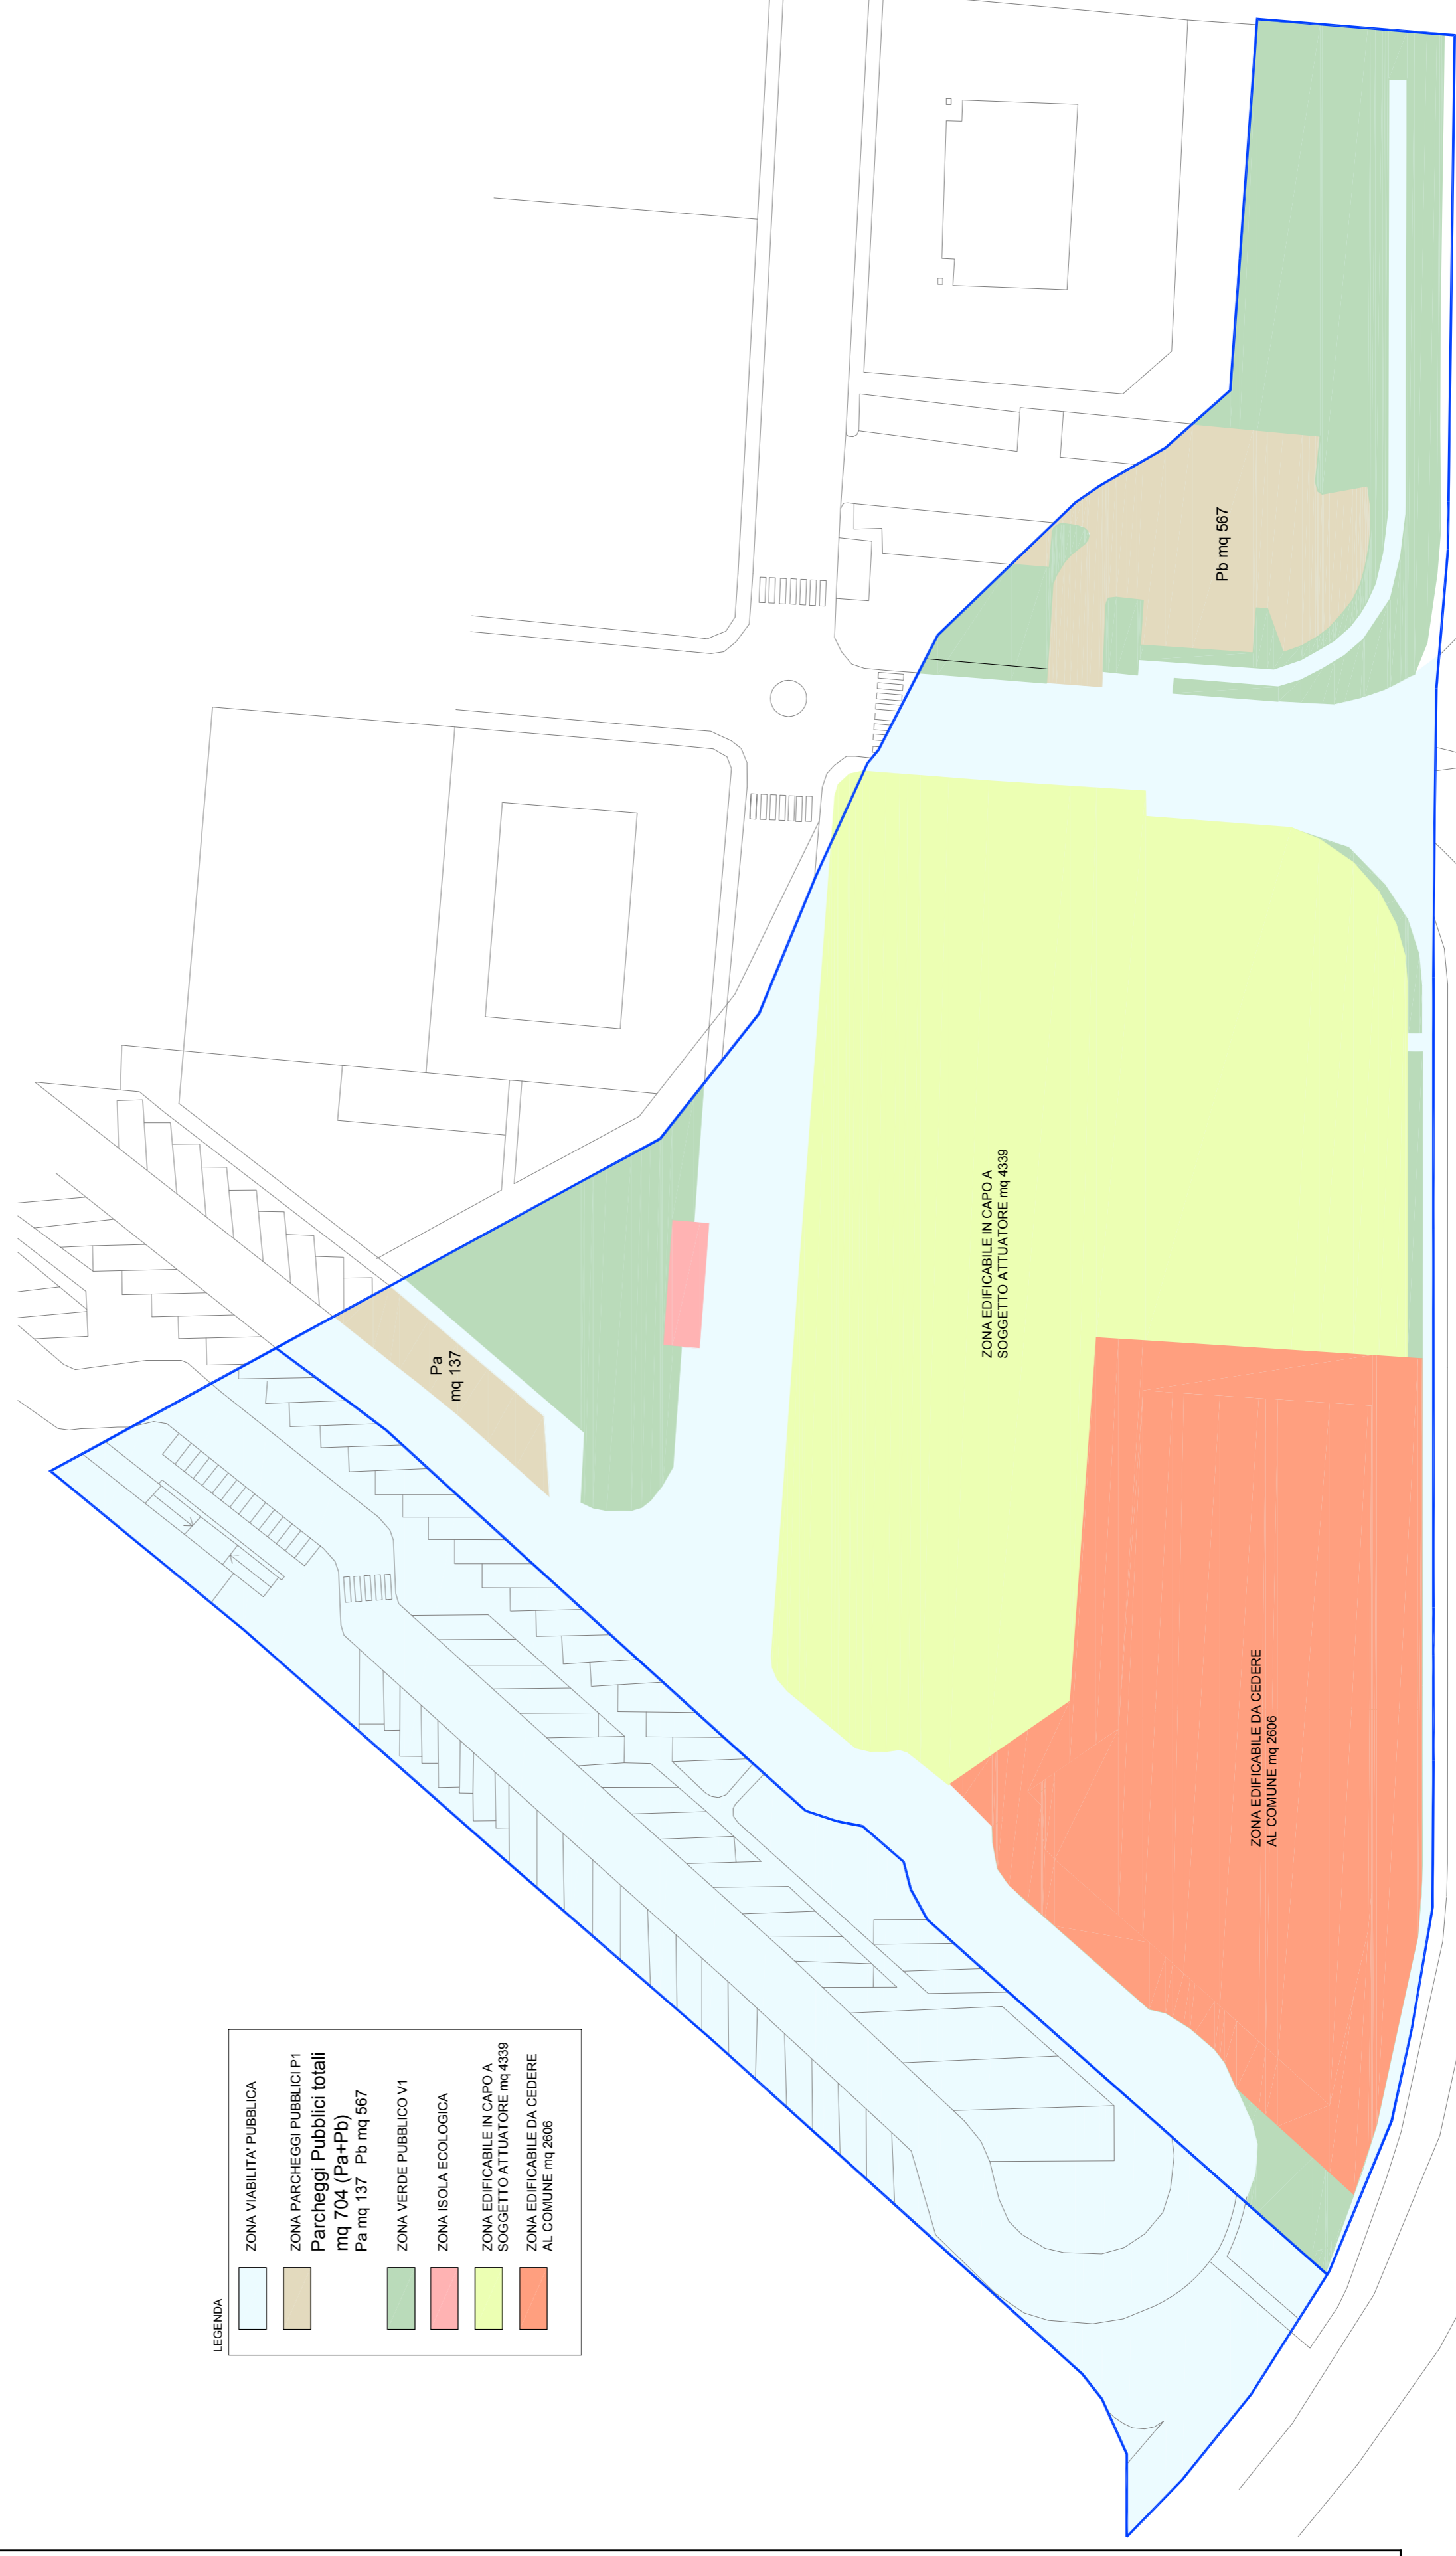 LEGENDA
ZONA VIABILITA' PUBBLICA
ZONA PARCHEGGI PUBBLICI P1
Parcheggi Pubblici totali
mq 704 (Pa+Pb)
Pa mq 137   Pb mq 567
ZONA VERDE PUBBLICO V1
ZONA ISOLA ECOLOGICA
ZONA EDIFICABILE IN CAPO A
SOGGETTO ATTUATORE mq 4339
ZONA EDIFICABILE DA CEDERE
AL COMUNE mq 2606
Pa
mq 137
ZONA EDIFICABILE IN CAPO A
SOGGETTO ATTUATORE mq 4339
ZONA EDIFICABILE DA CEDERE
AL COMUNE mq 2606
Pb mq 567